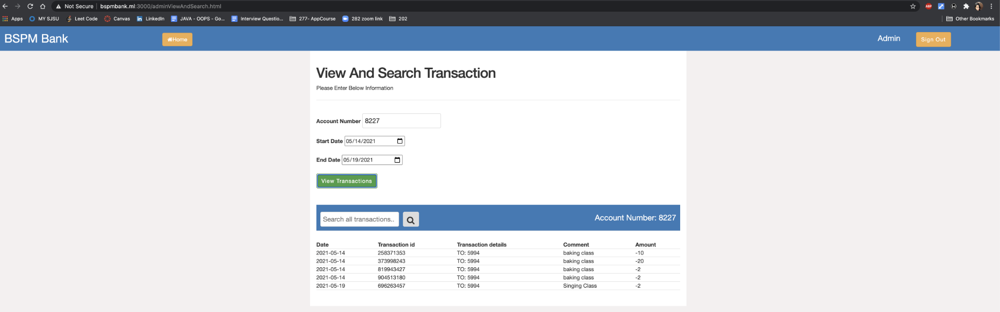 Not Secure bspmbank.ml:3000/adminViewAndSearch.html ABP
Apps MY SJSU Leet Code Canvas LinkedIn JAVA - OOPS - Go... Interview Questio... 277- AppCourse 282 zoom link 202 Other Bookmarks
BSPM Bank Home Admin Sign Out
View And Search Transaction
Please Enter Below Information
Account Number 8227
Start Date 05/14/2021
End Date 05/19/2021
View Transactions
Search all transactions.. Account Number: 8227
Date Transaction id Transaction details Comment Amount
2021-05-14 258371353 TO: 5994 baking class -10
2021-05-14 373998243 TO: 5994 baking class -20
2021-05-14 819943427 TO: 5994 baking class -2
2021-05-14 904513180 TO: 5994 baking class -2
2021-05-19 696263457 TO: 5994 Singing Class -2